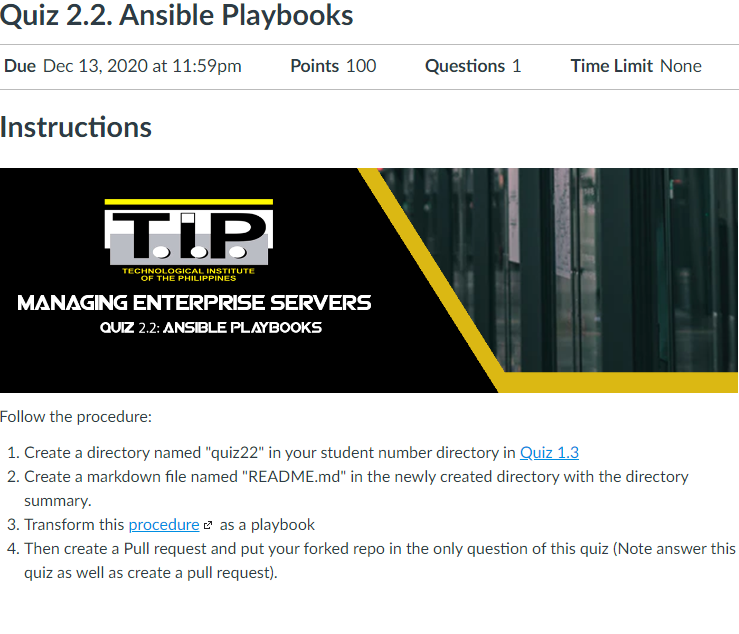 Quiz 2.2. Ansible Playbooks
Due Dec 13, 2020 at 11:59pm Points 100 Questions 1 Time Limit None
Instructions
T.I.P
TECHNOLOGICAL INSTITUTE
OF THE PHILIPPINES
MANAGING ENTERPRISE SERVERS
QUIZ 2.2: ANSIBLE PLAYBOOKS
Follow the procedure:
1. Create a directory named "quiz22" in your student number directory in Quiz 1.3
2. Create a markdown file named "README.md" in the newly created directory with the directory
summary.
3. Transform this procedure as a playbook
4. Then create a Pull request and put your forked repo in the only question of this quiz (Note answer this
quiz as well as create a pull request).